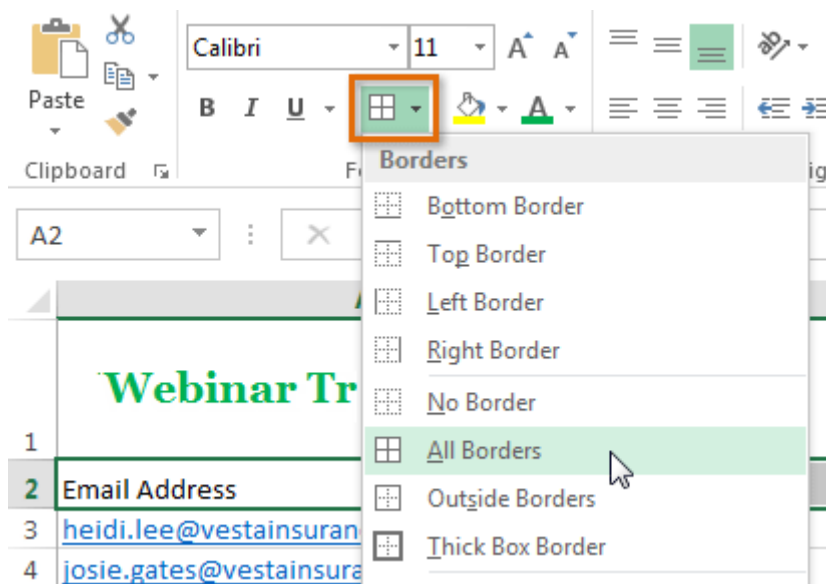 Calibri 11 A A
Paste B I U A
Clipboard F ig
Borders
Bottom Border
A2
Top Border
Left Border
Right Border
Webinar Tr
No Border
1
All Borders
2 Email Address
Outside Borders
3 heidi.lee@vestainsuran
Thick Box Border
4 josie.gates@vestainsura